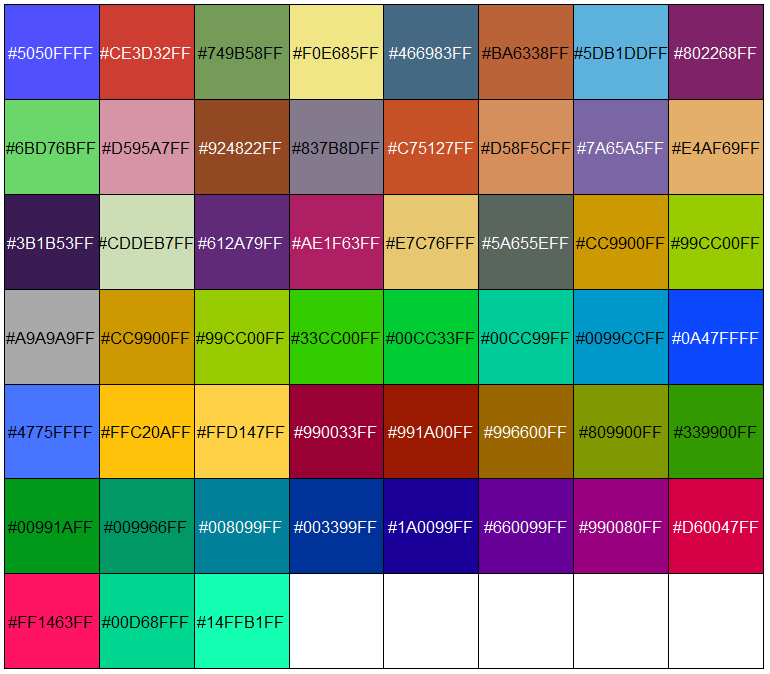 #5050FFFF #CE3D32FF #749B58FF #F0E685FF #466983FF #BA6338FF #5DB1DDFF #802268FF
#6BD76BFF #D595A7FF #924822FF #837B8DFF #C75127FF #D58F5CFF #7A65A5FF #E4AF69FF
#3B1B53FF #CDDEB7FF #612A79FF #AE1F63FF #E7C76FFF #5A655EFF #CC9900FF #99CC00FF
#A9A9A9FF #CC9900FF #99CC00FF #33CC00FF #00CC33FF #00CC99FF #0099CCFF #0A47FFFF
#4775FFFF #FFC20AFF #FFD147FF #990033FF #991A00FF #996600FF #809900FF #339900FF
#00991AFF #009966FF #008099FF #003399FF #1A0099FF #660099FF #990080FF #D60047FF
#FF1463FF #00D68FFF #14FFB1FF